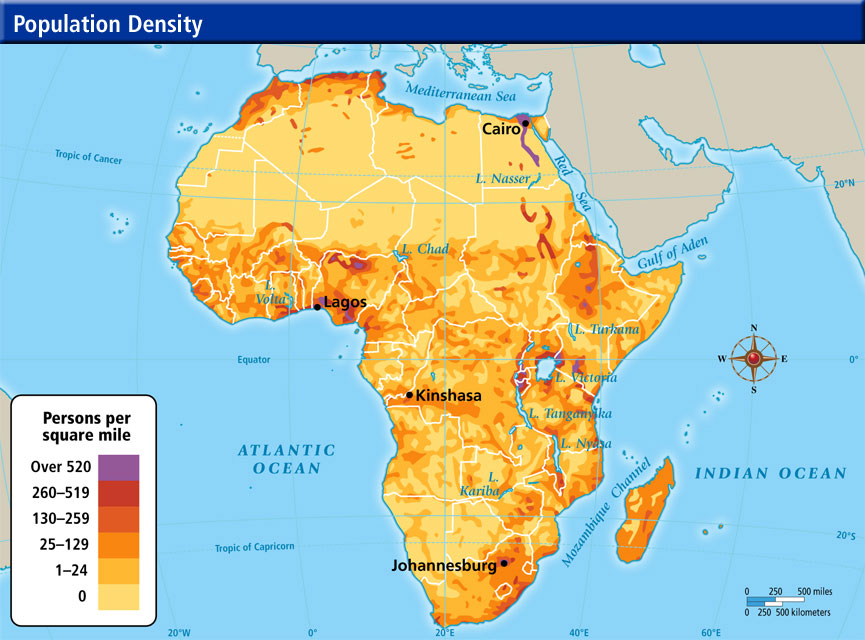 Population Density
Mediterranean Sea
Cairo
Tropic of Cancer
Red
Sea
L. Nasser
20°N
L. Chad
Gulf of Aden
L.
Volta
Lagos
L. Turkana
N
W
E
S
Equator
0°
L. Victoria
Kinshasa
L. Tanganyika
Persons per
square mile
Over 520
260–519
130–259
25–129
1–24
0
ATLANTIC
OCEAN
L. Nyasa
INDIAN OCEAN
L.
Kariba
Mozambique Channel
20°S
Tropic of Capricorn
Johannesburg
0 250 500 miles
0 250 500 kilometers
20°W
0°
20°E
40°E
60°E